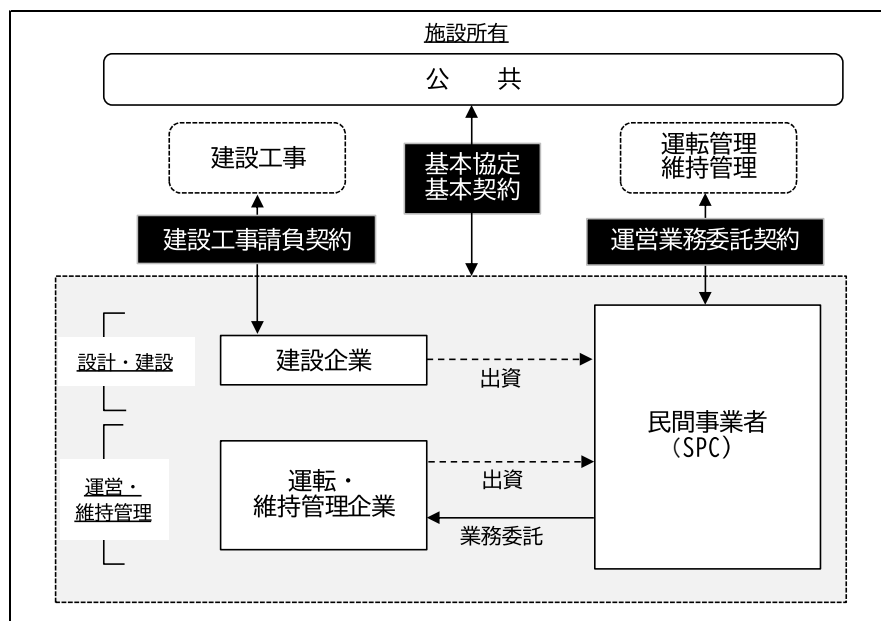 施設所有
公　　共
建設工事
基本協定
基本契約
運転管理
維持管理
建設工事請負契約
運営業務委託契約
設計・建設
建設企業
出資
民間事業者
（SPC）
運営・
維持管理
運転・
維持管理企業
出資
業務委託